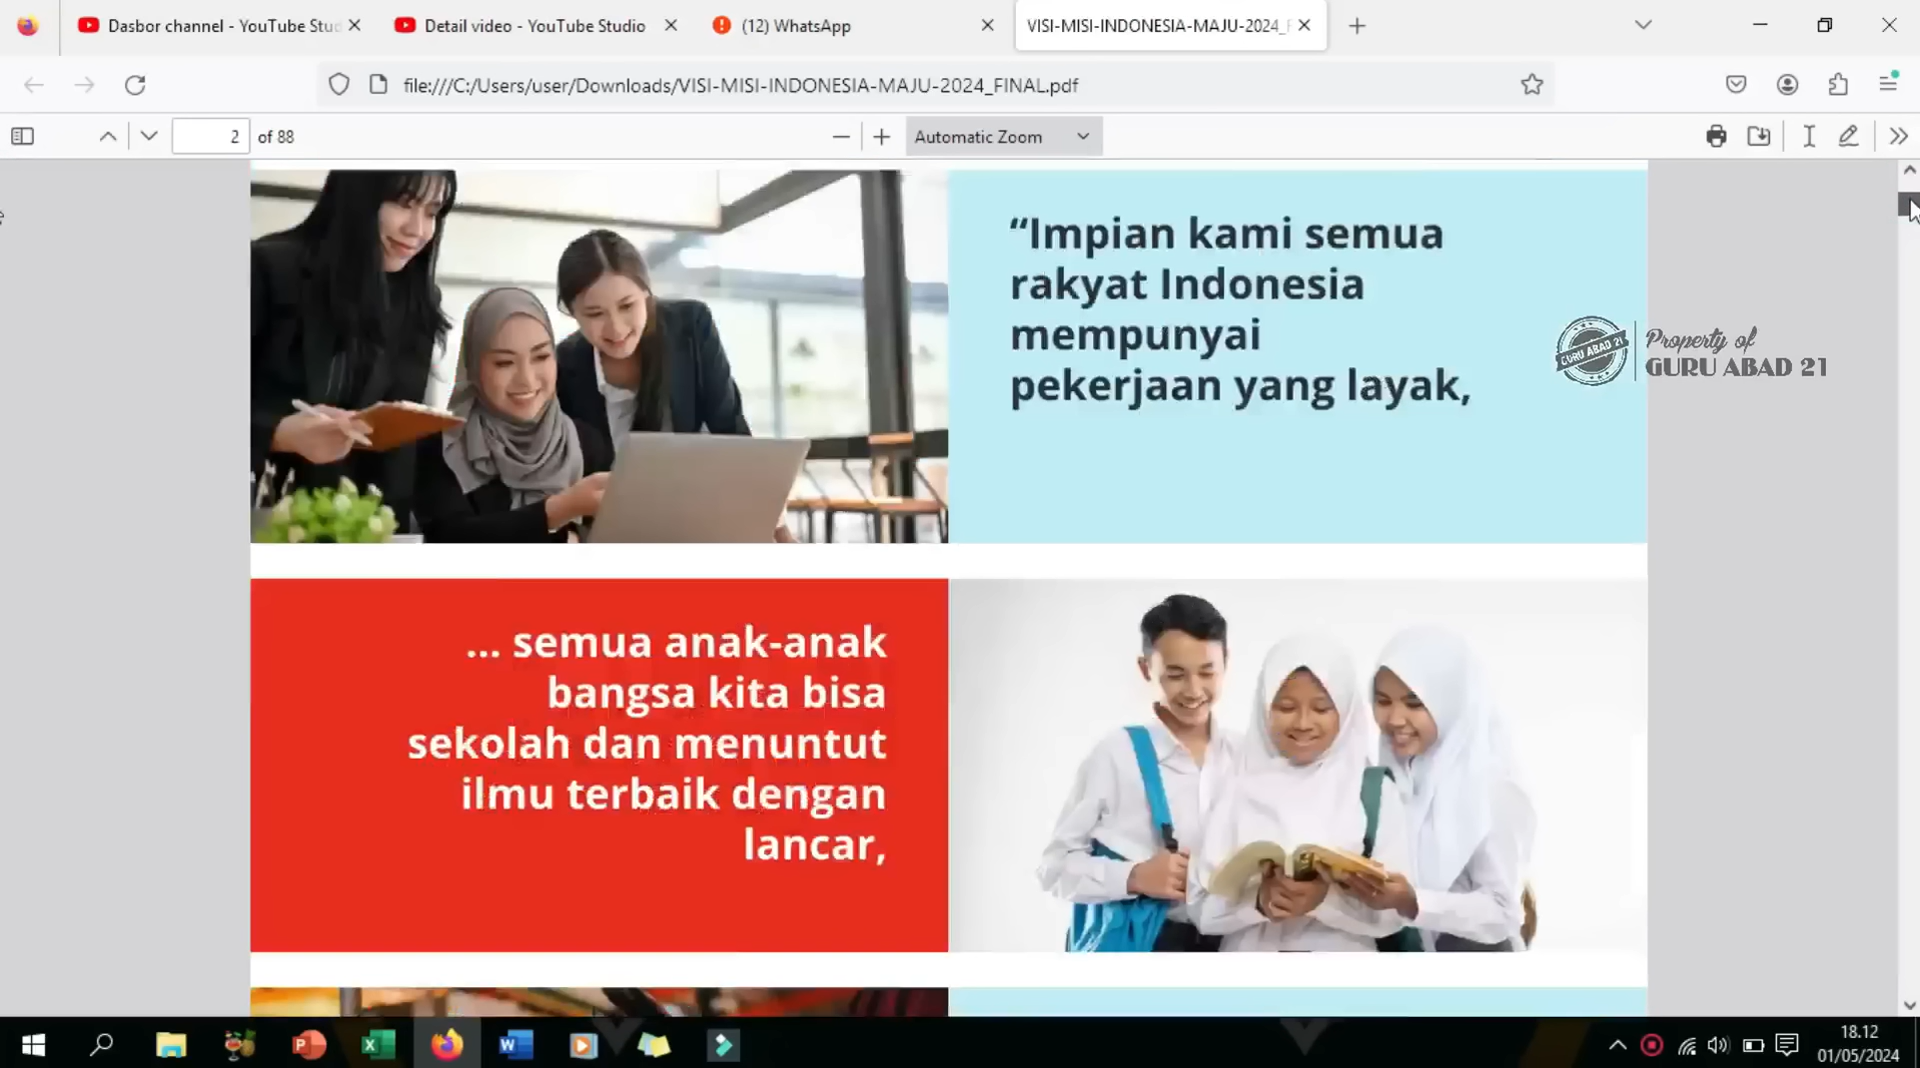 Dasbor channel - YouTube Stud
Detail video - YouTube Studio
(12) WhatsApp
VISI-MISI-INDONESIA-MAJU-2024_F
file:///C:/Users/user/Downloads/VISI-MISI-INDONESIA-MAJU-2024_FINAL.pdf
2 of 88
Automatic Zoom
“Impian kami semua
rakyat Indonesia
mempunyai
pekerjaan yang layak,
GURU ABAD 21
Property of
GURU ABAD 21
... semua anak-anak
bangsa kita bisa
sekolah dan menuntut
ilmu terbaik dengan
lancar,
18.12
01/05/2024